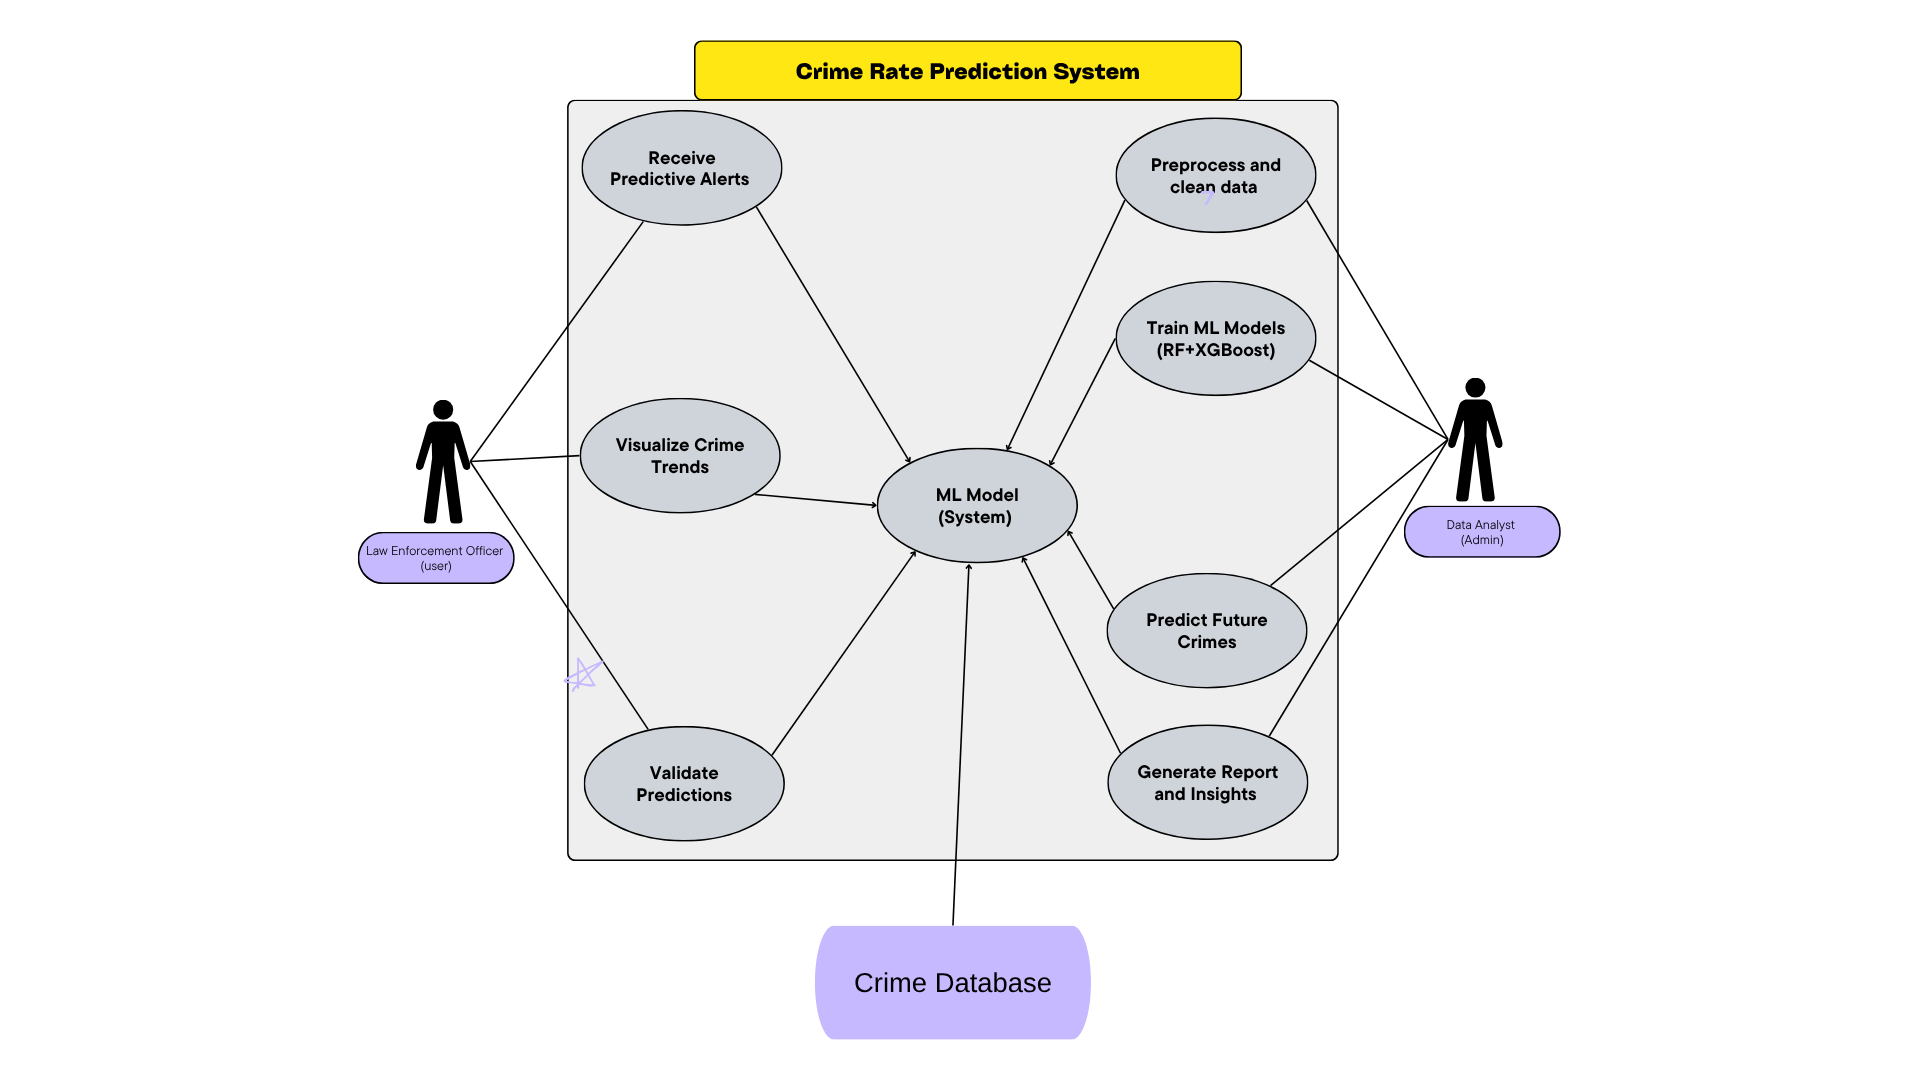 Crime Rate Prediction System
Receive
Predictive Alerts
Preprocess and
clean data
Train ML Models
(RF+XGBoost)
Visualize Crime
Trends
ML Model
(System)
Law Enforcement Officer
(user)
Data Analyst
(Admin)
Predict Future
Crimes
Validate
Predictions
Generate Report
and Insights
Crime Database